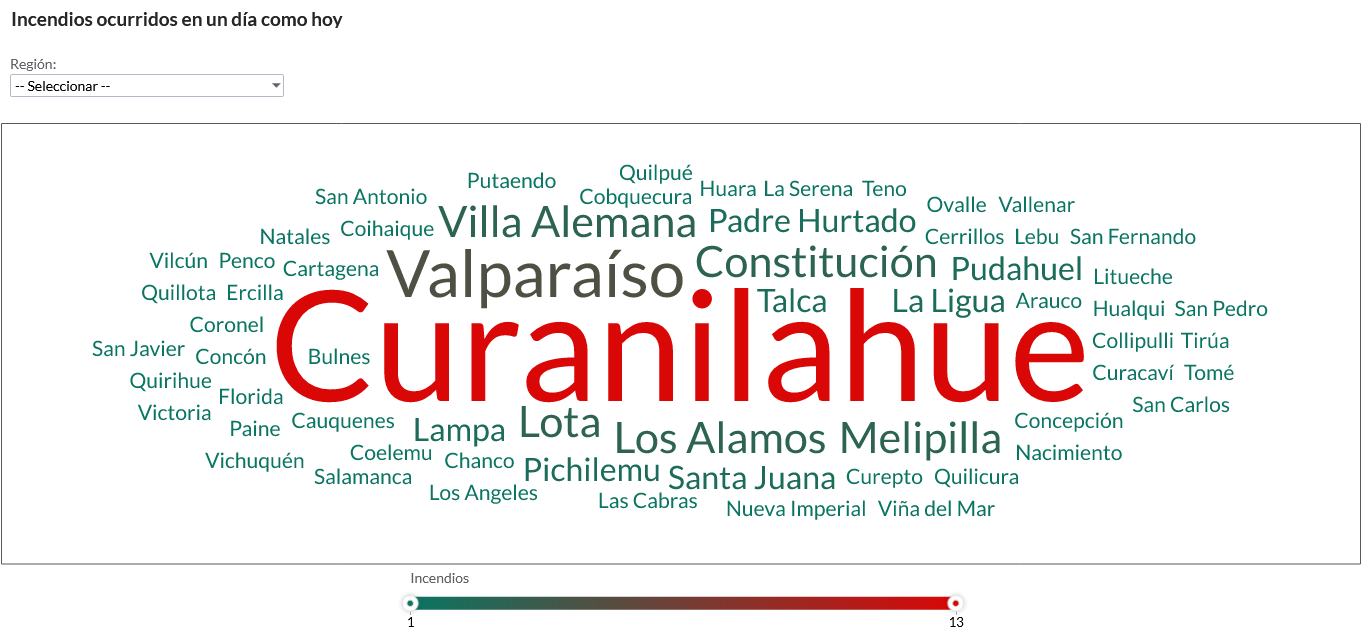 Incendios ocurridos en un día como hoy
Región:
-- Seleccionar --
Quilpué
Putaendo
San Antonio
Cobquecura
Huara La Serena Teno
Ovalle Vallenar
Natales
Coihaique
Villa Alemana
Padre Hurtado
Cerrillos Lebu San Fernando
Vilcún Penco
Cartagena
Valparaíso
Constitución
Pudahuel
Litueche
Quillota Ercilla
Talca
La Ligua
Arauco
Hualqui San Pedro
Coronel
Curanilahue
San Javier
Concón
Bulnes
Collipulli Tirúa
Quirihue
Florida
Curacaví Tomé
Victoria
San Carlos
Paine
Cauquenes
Lampa
Lota
Los Alamos
Melipilla
Concepción
Vichuquén
Coelemu
Chanco
Nacimiento
Salamanca
Pichilemu
Santa Juana
Curepto Quilicura
Los Angeles
Las Cabras
Nueva Imperial Viña del Mar
Incendios
1
13